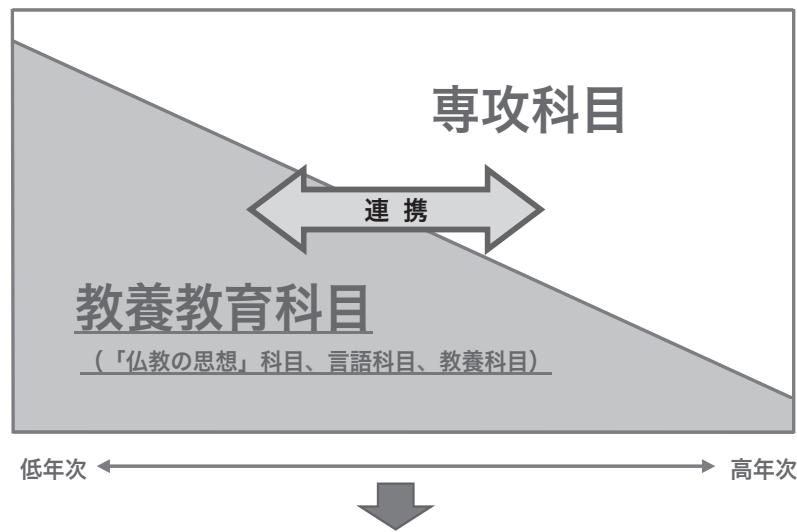 専攻科目
連携
教養教育科目
（「仏教の思想」科目、言語科目、教養科目）
低年次
高年次